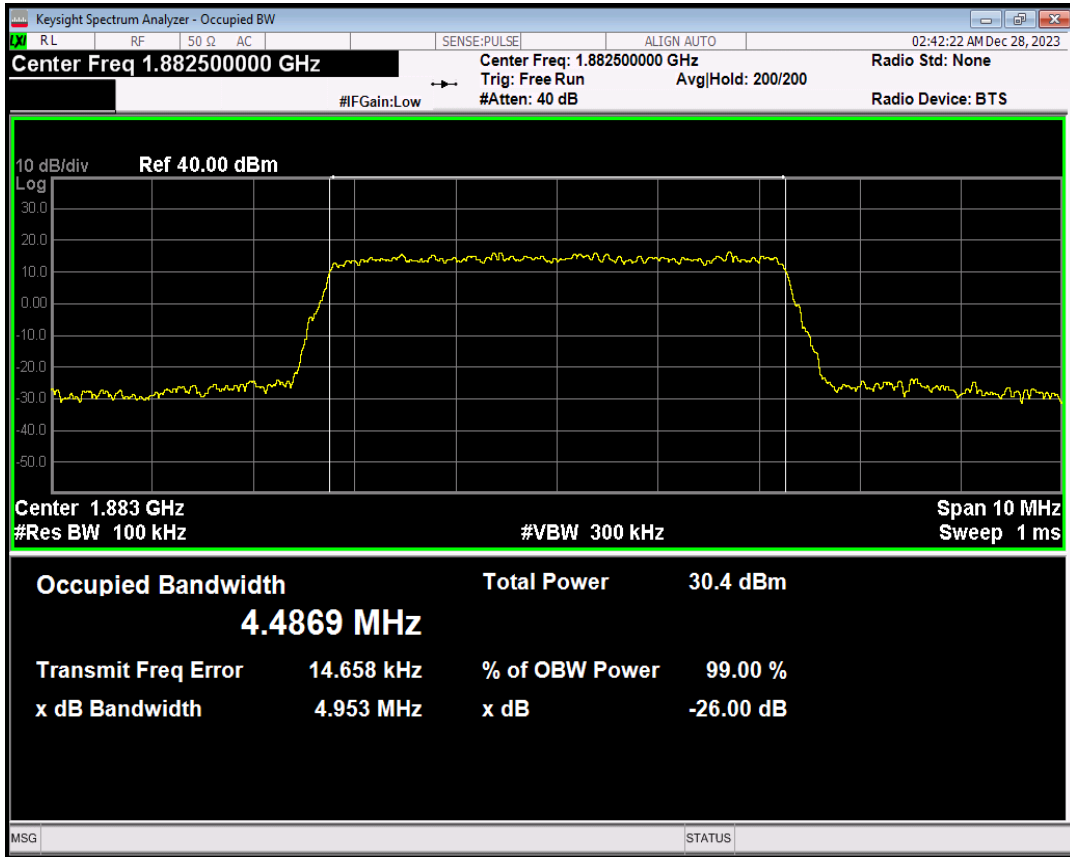 Keysight Spectrum Analyzer - Occupied BW
LXI RL RF 50 Ω AC SENSE:PULSE ALIGN AUTO 02:42:22 AM Dec 28, 2023
Center Freq 1.882500000 GHz Center Freq: 1.882500000 GHz Radio Std: None
Trig: Free Run Avg|Hold: 200/200
#IFGain:Low #Atten: 40 dB Radio Device: BTS
10 dB/div Ref 40.00 dBm
Log
30.0
20.0
10.0
0.00
-10.0
-20.0
-30.0
-40.0
-50.0
Center 1.883 GHz Span 10 MHz
#Res BW 100 kHz #VBW 300 kHz Sweep 1 ms
Occupied Bandwidth Total Power 30.4 dBm
4.4869 MHz
Transmit Freq Error 14.658 kHz % of OBW Power 99.00 %
x dB Bandwidth 4.953 MHz x dB -26.00 dB
MSG STATUS